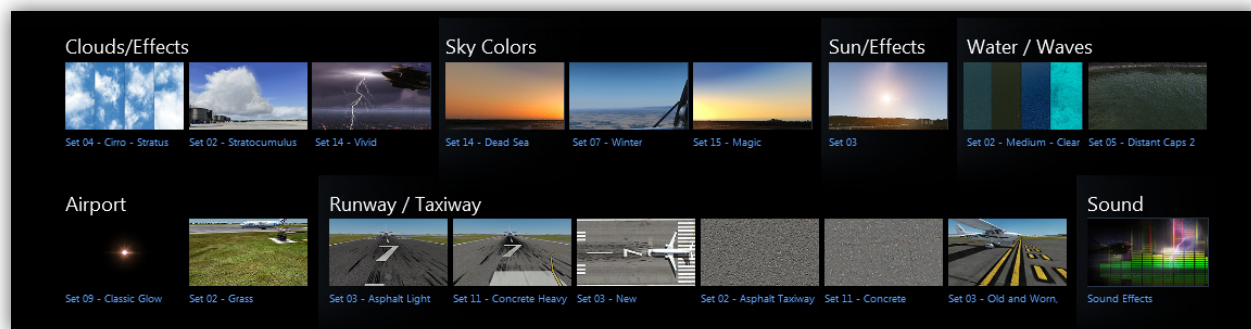 Clouds/Effects
Sky Colors
Sun/Effects
Water / Waves
Set 04 - Cirro - Stratus
Set 02 - Stratocumulus
Set 14 - Vivid
Set 14 - Dead Sea
Set 07 - Winter
Set 15 - Magic
Set 03
Set 02 - Medium - Clear
Set 05 - Distant Caps 2
Airport
Runway / Taxiway
Sound
7
7
Set 09 - Classic Glow
Set 02 - Grass
Set 03 - Asphalt Light
Set 11 - Concrete Heavy
Set 03 - New
Set 02 - Asphalt Taxiway
Set 11 - Concrete
Set 03 - Old and Worn,
Sound Effects